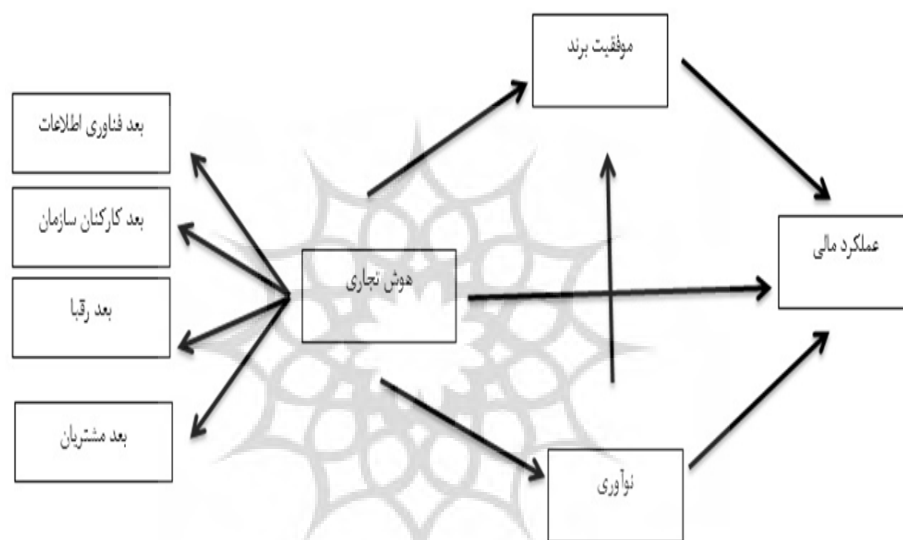 موفقیت برند
بعد فناوری اطلاعات
بعد کارکنان سازمان
عملکرد مالی
هوش تجاری
بعد رقبا
بعد مشتریان
نوآوری